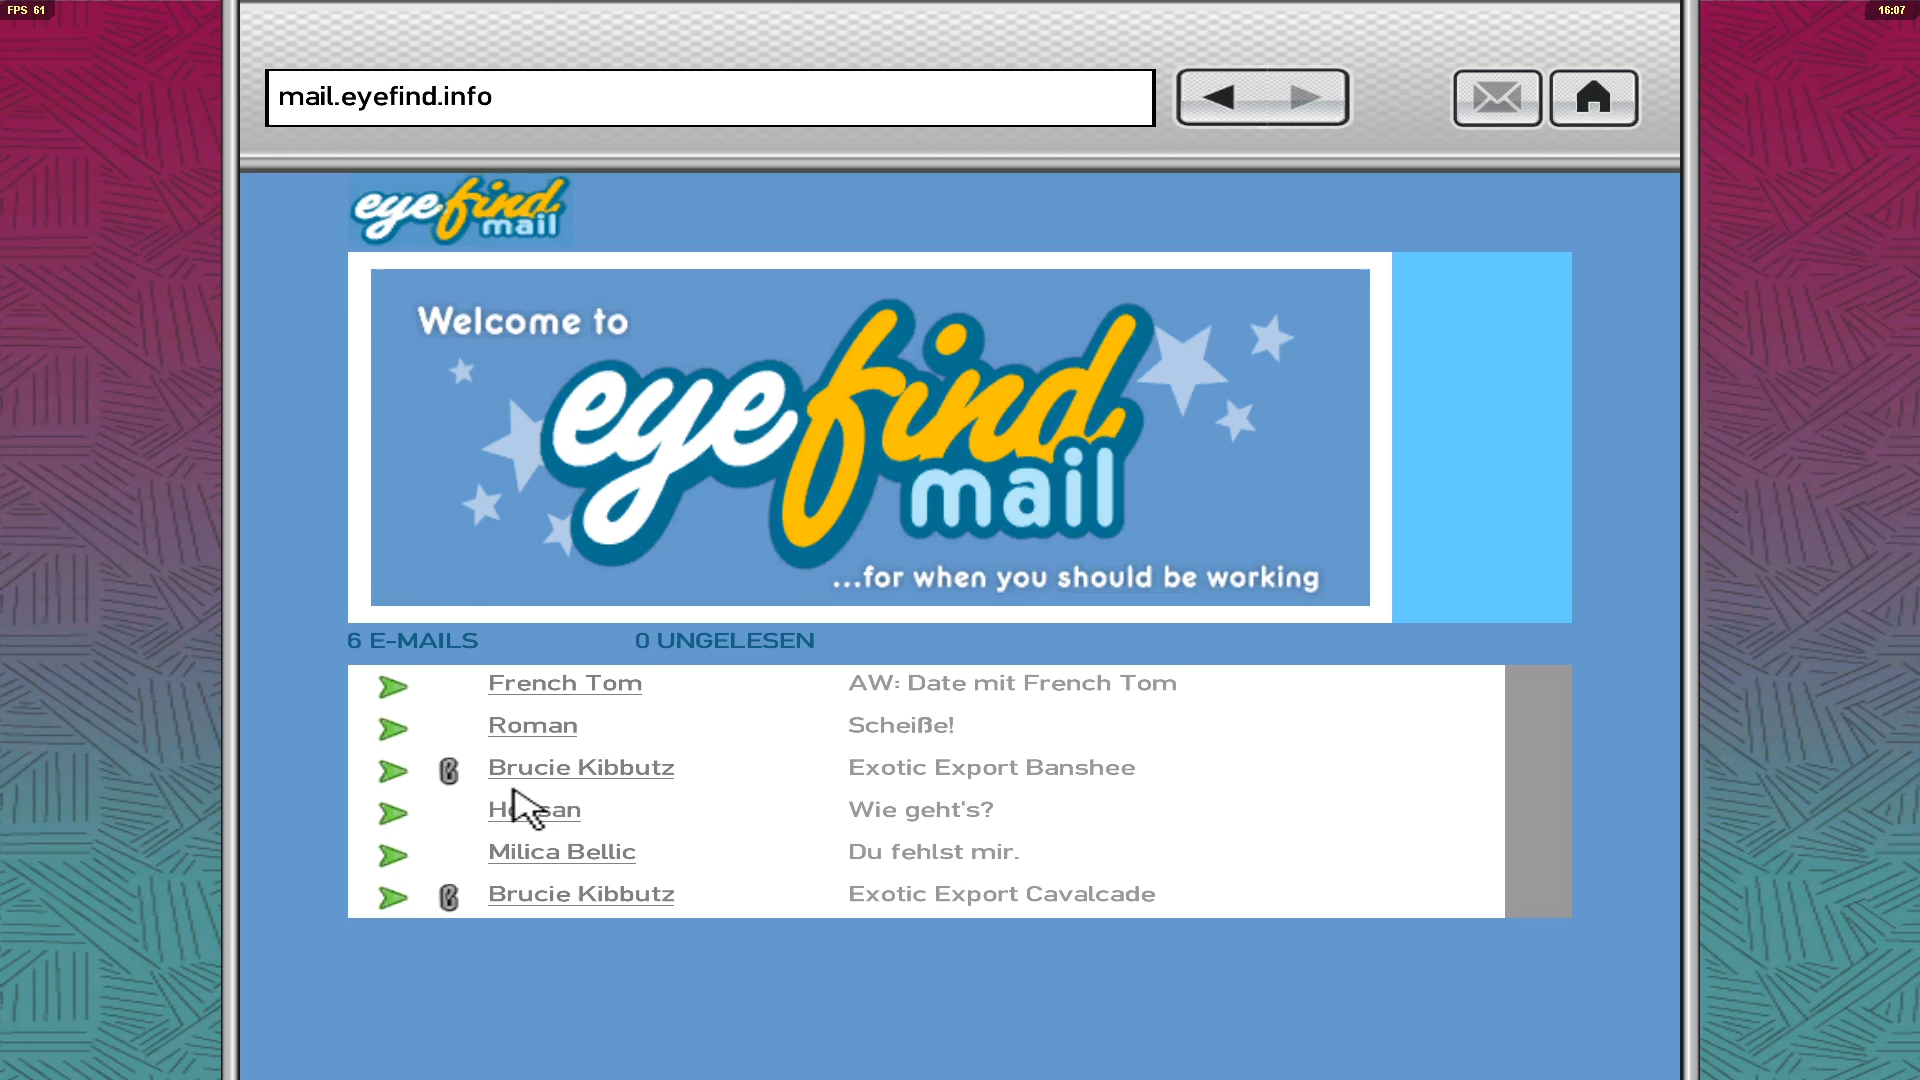 FPS 61
16:07
mail.eyefind.info
eyefind mail
Welcome to
eyefind
mail
...for when you should be working
6 E-MAILS 0 UNGELESEN
French Tom AW: Date mit French Tom
Roman Scheiße!
Brucie Kibbutz Exotic Export Banshee
Wie geht's?
Milica Bellic Du fehlst mir.
Brucie Kibbutz Exotic Export Cavalcade